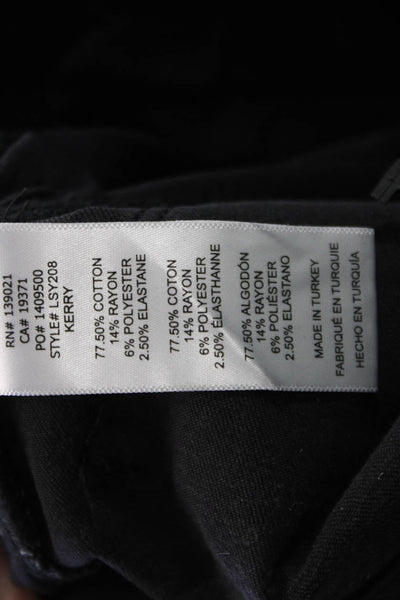 RN# 139021
CA# 19371
PO# 1409500
STYLE# LSY208
KERRY
77.50% COTTON
14% RAYON
6% POLYESTER
2.50% ELASTANE
77.50% COTON
14% RAYON
6% POLYESTER
2.50% ÉLASTHANNE
77.50% ALGODÓN
14% RAYON
6% POLIÉSTER
2.50% ELASTANO
MADE IN TURKEY
FABRIQUÉ EN TURQUIE
HECHO EN TURQUÍA